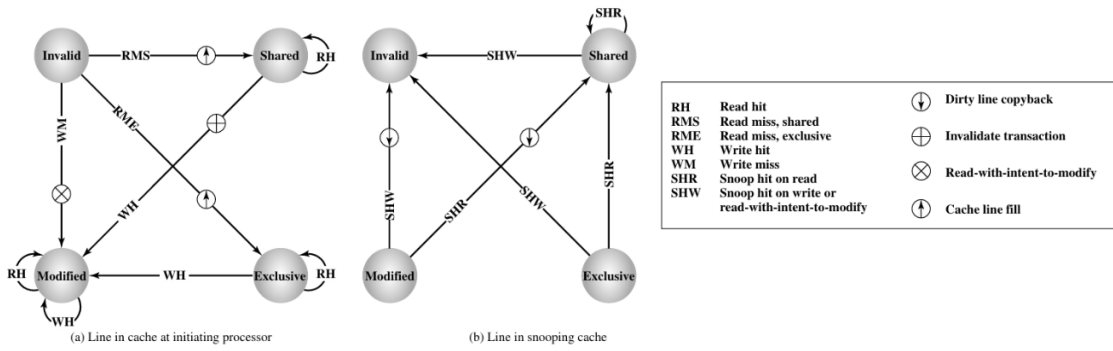 Invalid
RMS
Shared
RH
WM
RME
WH
RH
Modified
WH
Exclusive
RH
WH
(a) Line in cache at initiating processor
SHR
Invalid
SHW
Shared
SHW
SHR
SHW
SHR
Modified
Exclusive
(b) Line in snooping cache
RH Read hit
RMS Read miss, shared
RME Read miss, exclusive
WH Write hit
WM Write miss
SHR Snoop hit on read
SHW Snoop hit on write or
read-with-intent-to-modify
Dirty line copyback
Invalidate transaction
Read-with-intent-to-modify
Cache line fill